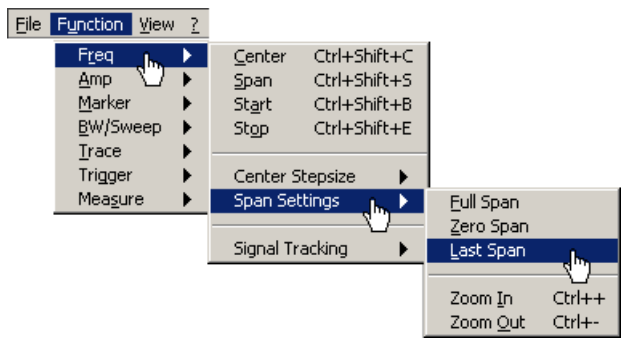 File Function View ?
Freq
Amp
Marker
BW/Sweep
Trace
Trigger
Measure
Center Ctrl+Shift+C
Span Ctrl+Shift+S
Start Ctrl+Shift+B
Stop Ctrl+Shift+E
Center Stepsize
Span Settings
Signal Tracking
Full Span
Zero Span
Last Span
Zoom In Ctrl++
Zoom Out Ctrl+-